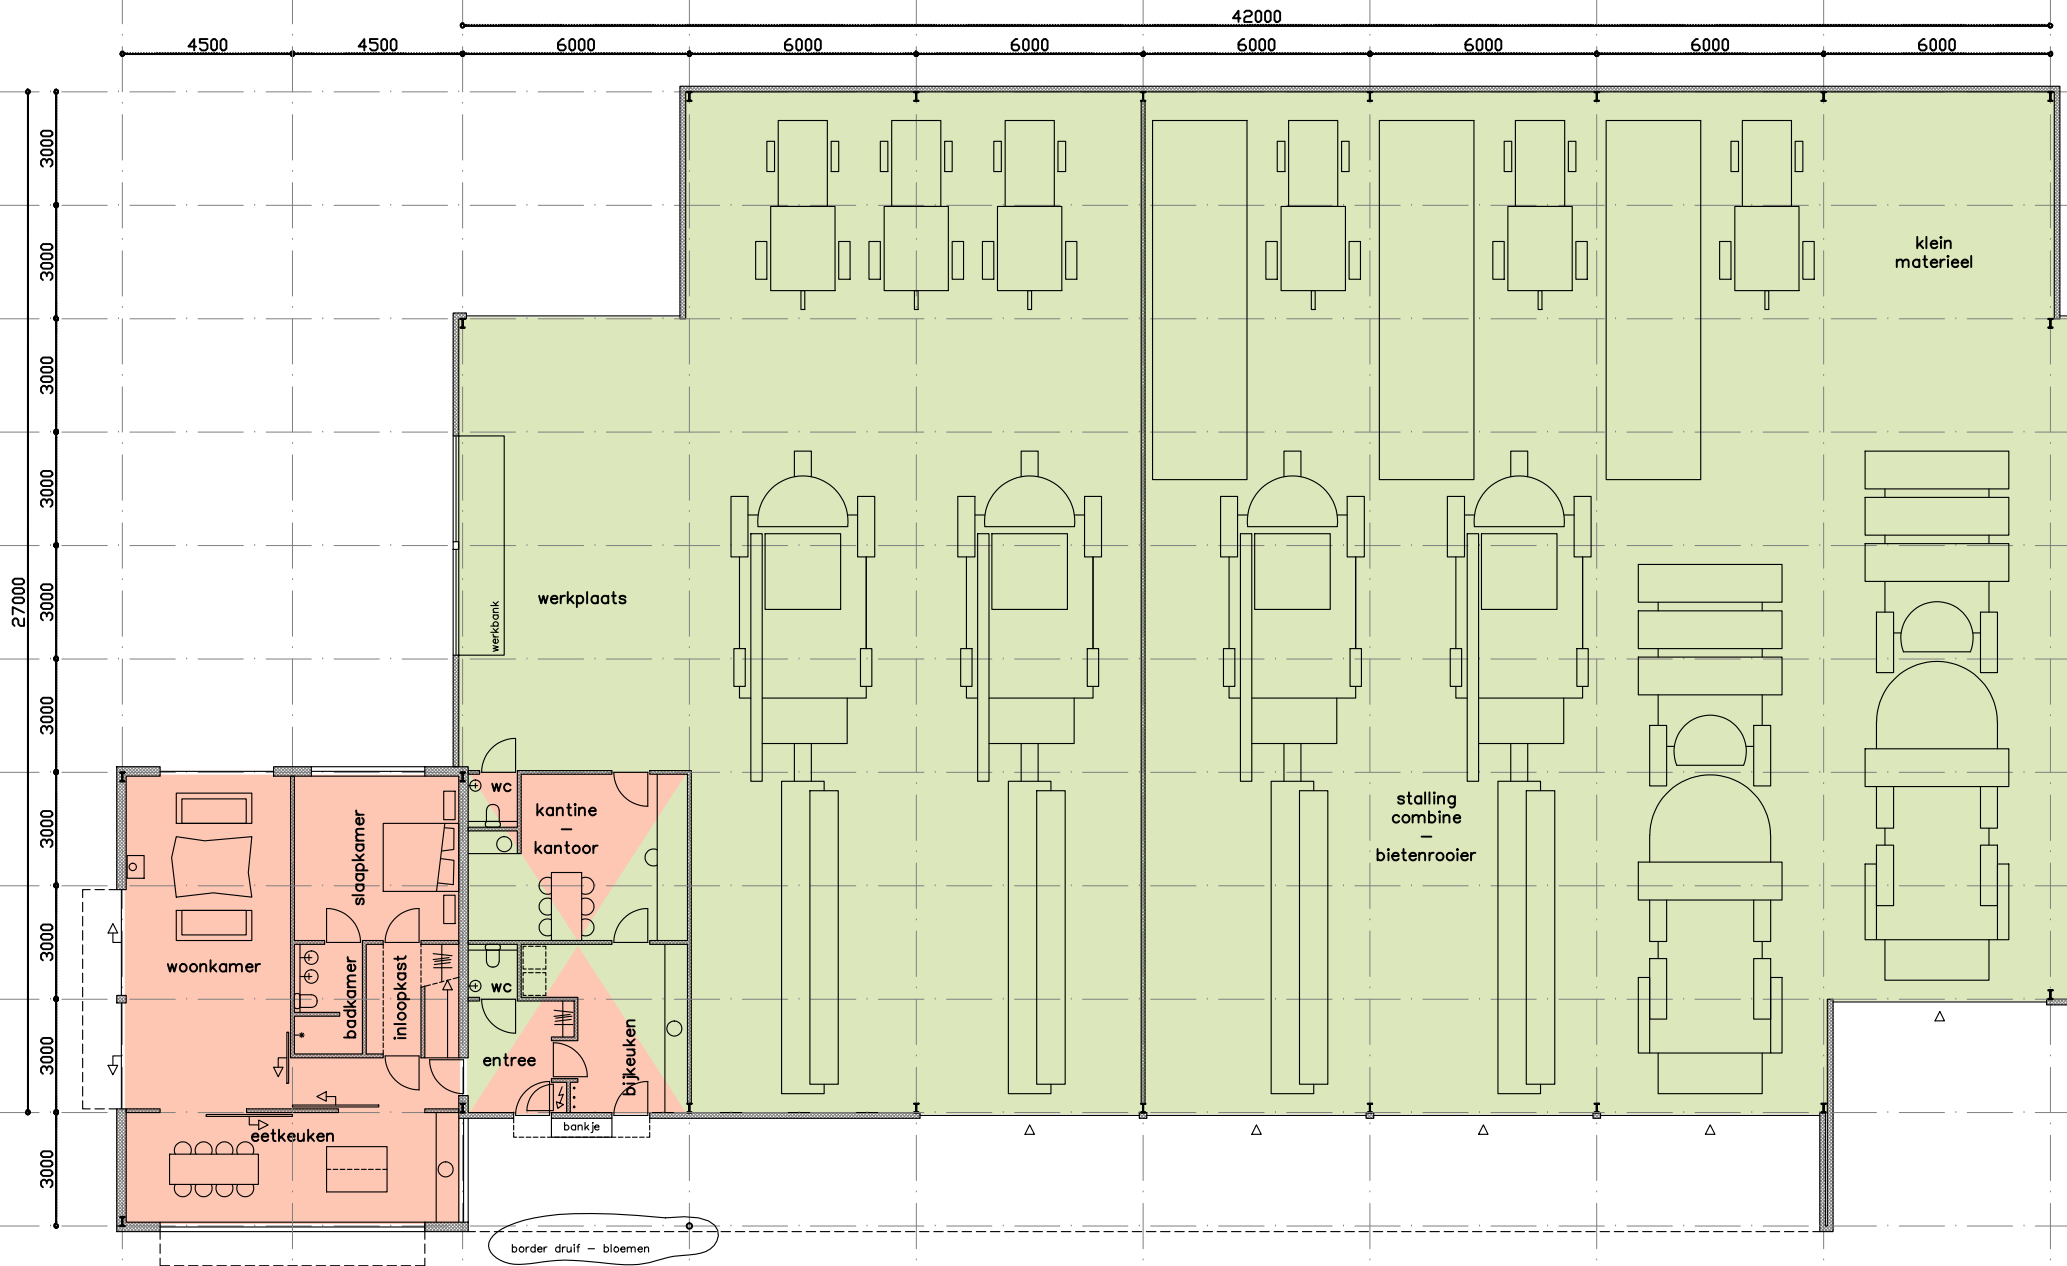 42000
4500
4500
6000
6000
6000
6000
6000
6000
6000
27000
3000
3000
3000
3000
3000
3000
3000
3000
3000
3000
klein
materieel
werkbank
werkplaats
wc
kantine
–
kantoor
stalling
combine
–
bietenrooier
slaapkamer
woonkamer
badkamer
inloopkast
wc
entree
bijkeuken
eetkeuken
bankje
border druif – bloemen